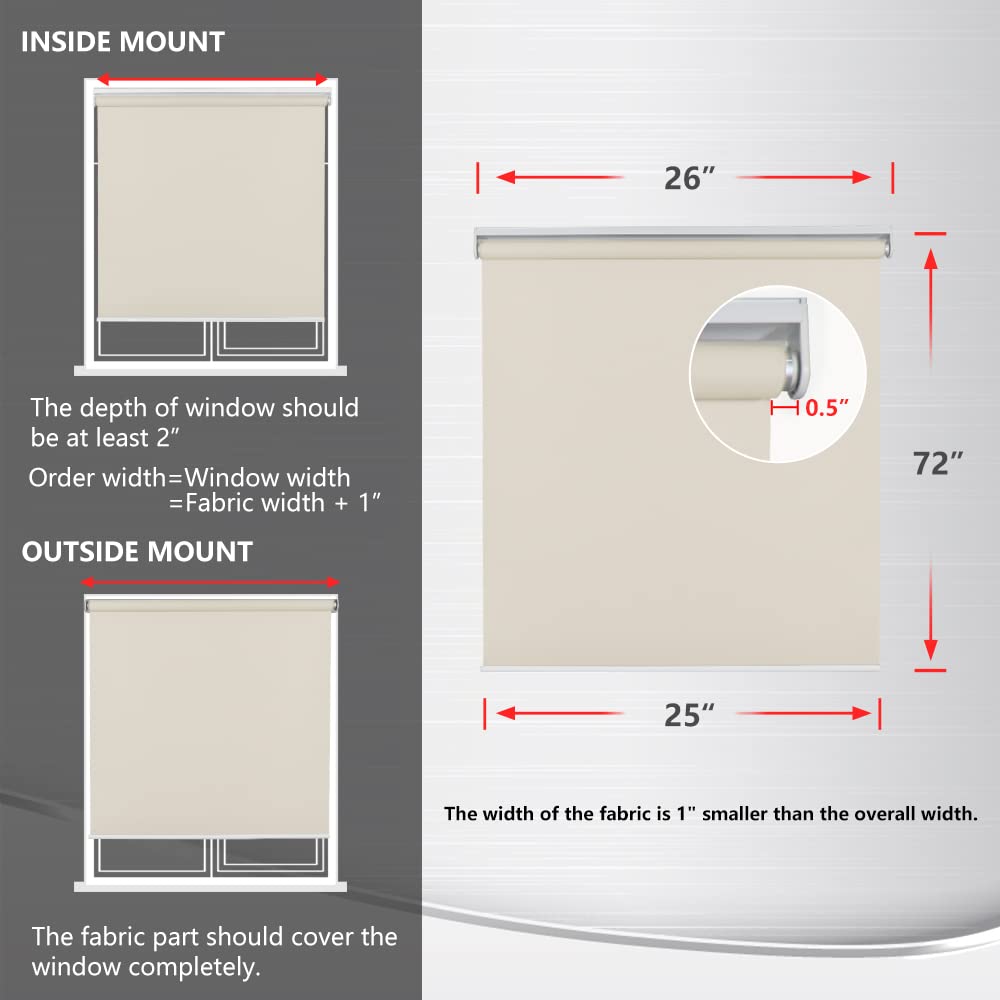 INSIDE MOUNT
The depth of window should
be at least 2”
Order width=Window width
=Fabric width + 1”
OUTSIDE MOUNT
The fabric part should cover the
window completely.
26”
0.5”
72”
25“
The width of the fabric is 1" smaller than the overall width.